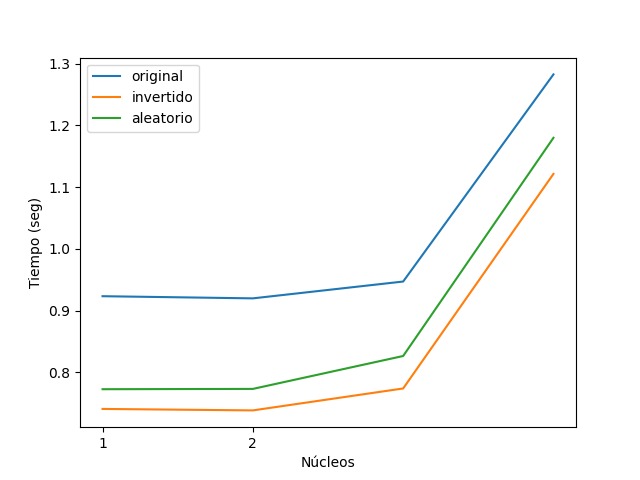 original
invertido
aleatorio
1.3
1.2
1.1
1.0
0.9
0.8
Tiempo (seg)
1 2
Núcleos